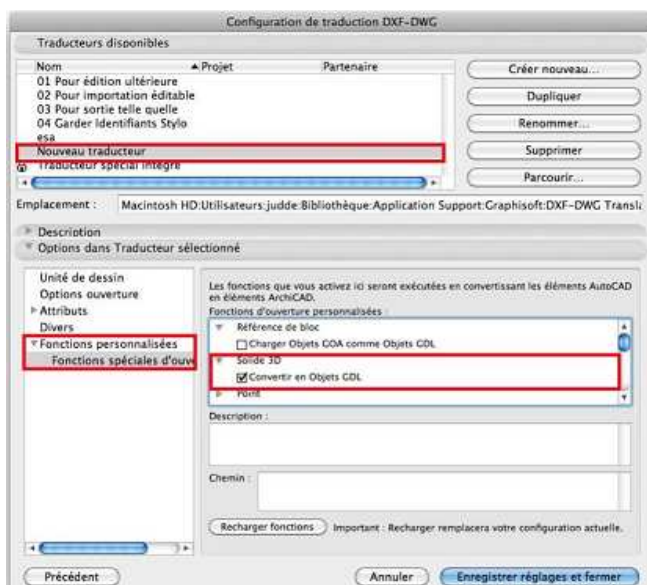 Configuration de traduction DXF-DWG
Traducteurs disponibles
Nom Projet Partenaire
01 Pour édition ultérieure
02 Pour importation éditable
03 Pour sortie telle quelle
04 Garder Identifiants Stylo
esa
Nouveau traducteur
Traducteur spécial intégré
Créer nouveau...
Dupliquer
Renommer...
Supprimer
Parcourir...
Emplacement : Macintosh HD:Utilisateurs:judde:Bibliothèque:Application Support:Graphisoft:DXF-DWG Transla
Description
Options dans Traducteur sélectionné
Unité de dessin
Options ouverture
Attributs
Divers
Fonctions personnalisées
Fonctions spéciales d'ouve
Les fonctions que vous activez ici seront exécutées en convertissant les éléments AutoCAD
en éléments ArchiCAD.
Fonctions d'ouverture personnalisées :
Référence de bloc
Charger Objets GOA comme Objets GDL
Solide 3D
Convertir en Objets GDL
Point
Description :
Chemin :
Recharger fonctions Important : Recharger remplacera votre configuration actuelle.
Précédent Annuler Enregistrer réglages et fermer